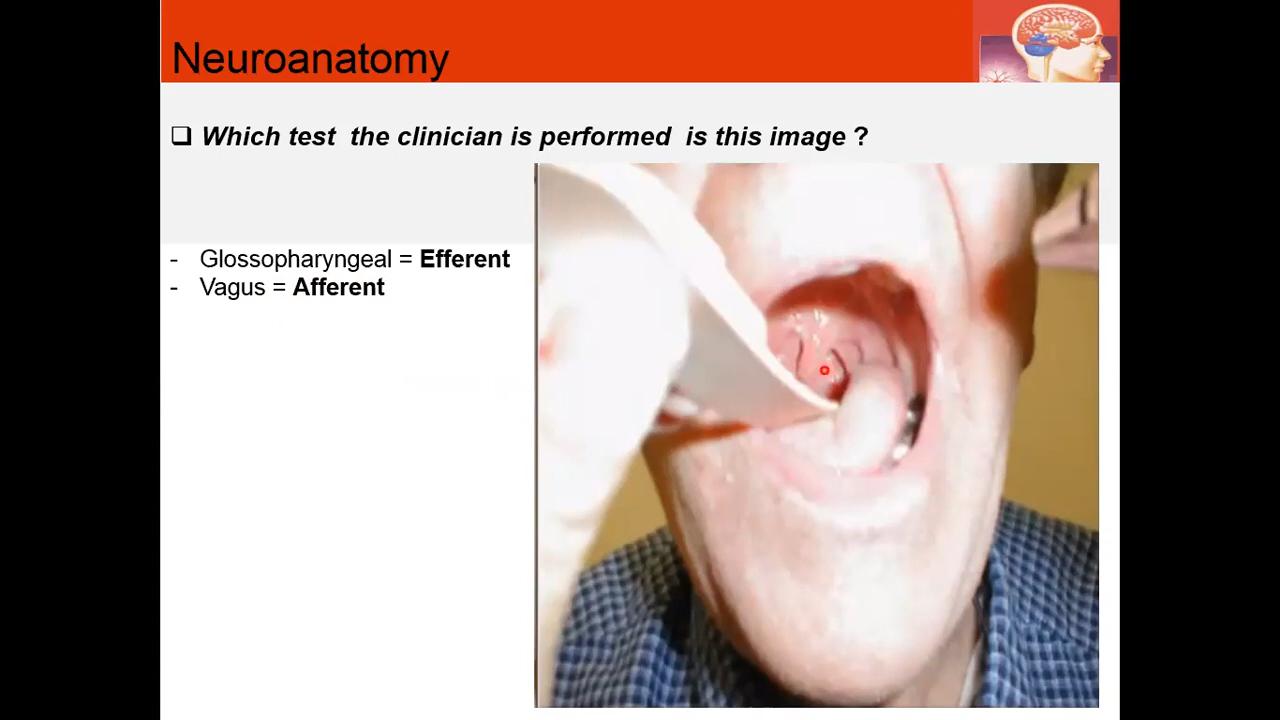 Neuroanatomy
❑ Which test the clinician is performed is this image ?
- Glossopharyngeal = Efferent
- Vagus = Afferent